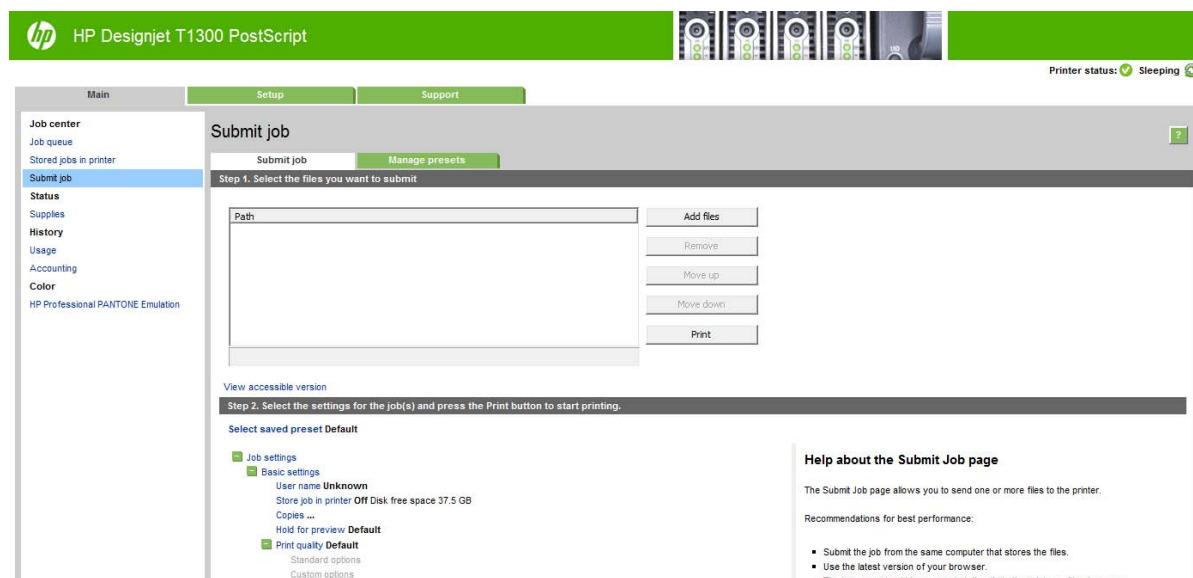 hp
HP Designjet T1300 PostScript
Printer status: Sleeping
Main
Setup
Support
Job center
Job queue
Stored jobs in printer
Submit job
Status
Supplies
History
Usage
Accounting
Color
HP Professional PANTONE Emulation
Submit job
?
Submit job
Manage presets
Step 1. Select the files you want to submit
Path
Add files
Remove
Move up
Move down
Print
View accessible version
Step 2. Select the settings for the job(s) and press the Print button to start printing.
Select saved preset Default
Job settings
Basic settings
User name Unknown
Store job in printer Off Disk free space 37.5 GB
Copies ...
Hold for preview Default
Print quality Default
Standard options
Custom options
Help about the Submit Job page
The Submit Job page allows you to send one or more files to the printer.
Recommendations for best performance:
Submit the job from the same computer that stores the files.
Use the latest version of your browser.